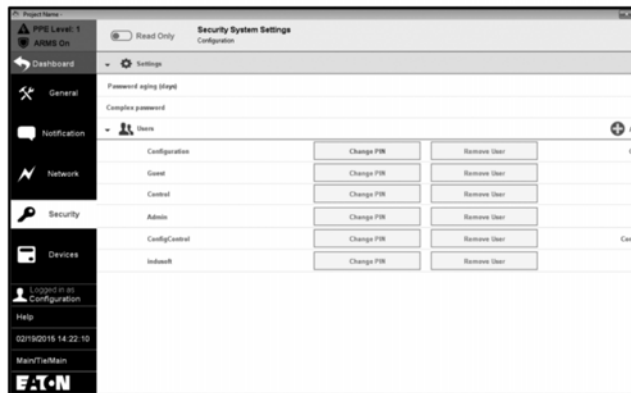 Project Name -
PPE Level: 1
ARMS On
Read Only
Security System Settings
Configuration
Dashboard
Settings
General
Password aging (days)
Complex password
Notification
Users
Configuration
Change PIN
Remove User
Network
Guest
Change PIN
Remove User
Control
Change PIN
Remove User
Security
Admin
Change PIN
Remove User
ConfigControl
Change PIN
Remove User
Devices
Indusoft
Change PIN
Remove User
Logged in as
Configuration
Help
02/19/2015 14:22:10
Main/Tie/Main
EATON